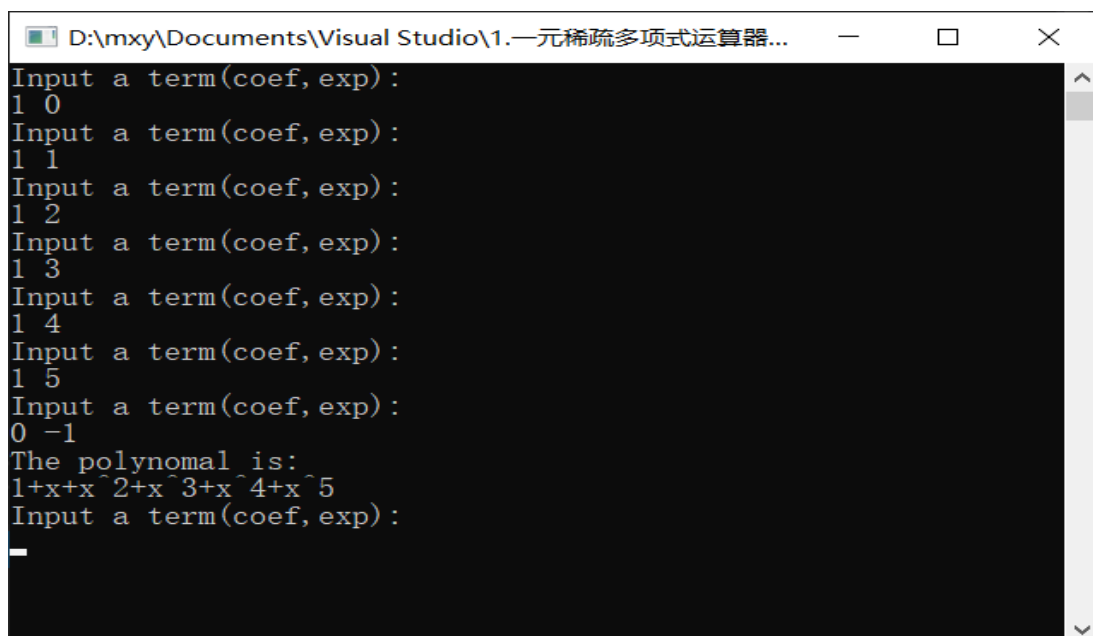 D:\mxy\Documents\Visual Studio\1.一元稀疏多项式运算器...
Input a term(coef,exp):
1 0
Input a term(coef,exp):
1 1
Input a term(coef,exp):
1 2
Input a term(coef,exp):
1 3
Input a term(coef,exp):
1 4
Input a term(coef,exp):
1 5
Input a term(coef,exp):
0 -1
The polynomal is:
1+x+x^2+x^3+x^4+x^5
Input a term(coef,exp):